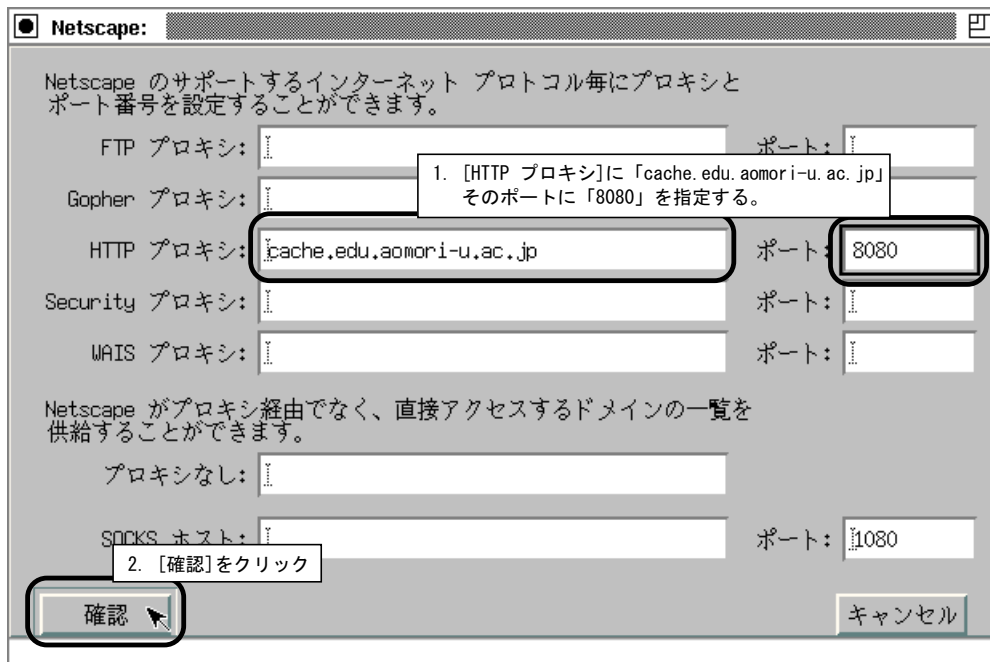 Netscape:
Netscape のサポートするインターネット プロトコル毎にプロキシと
ポート番号を設定することができます。
FTP プロキシ: ポート:
1. [HTTP プロキシ]に「cache.edu.aomori-u.ac.jp」
そのポートに「8080」を指定する。
Gopher プロキシ:
HTTP プロキシ: cache.edu.aomori-u.ac.jp ポート: 8080
Security プロキシ: ポート:
WAIS プロキシ: ポート:
Netscape がプロキシ経由でなく、直接アクセスするドメインの一覧を
供給することができます。
プロキシなし:
SOCKS ホスト: ポート: 1080
2. [確認]をクリック
確認 キャンセル